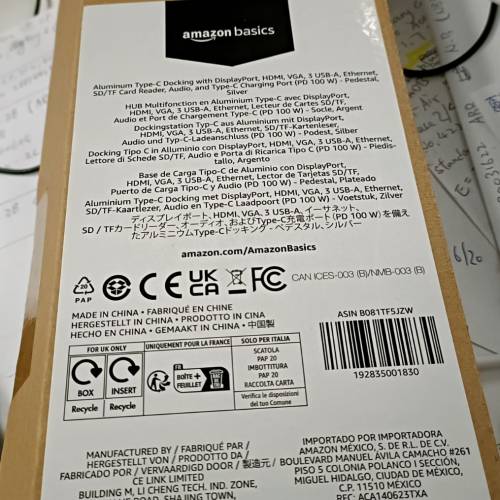 amazon basics
Aluminum Type-C Docking with DisplayPort, HDMI, VGA, 3 USB-A, Ethernet,
SD/TF Card Reader, Audio, and Type-C Charging Port (PD 100 W) - Pedestal,
Silver
HUB Multifonction en Aluminium Type-C avec DisplayPort,
HDMI, VGA, 3 USB-A, Ethernet, Lecteur de Cartes SD/TF,
Audio et Port de Chargement Type-C (PD 100 W) - Socle, Argent
Dockingstation Typ-C aus Aluminium mit DisplayPort,
HDMI, VGA, 3 USB-A, Ethernet, SD/TF-Kartenleser,
Audio und Typ-C-Ladeanschluss (PD 100 W) - Podest, Silber
Docking Tipo C in Alluminio con DisplayPort, HDMI, VGA, 3 USB-A, Ethernet,
Lettore di Schede SD/TF, Audio e Porta di Ricarica Tipo C (PD 100 W) - Piedis-
tallo, Argento
Base de Carga Tipo-C de Aluminio con DisplayPort,
HDMI, VGA, 3 USB-A, Ethernet, Lector de Tarjetas SD/TF,
Puerto de Carga Tipo-C y Audio (PD 100 W) - Pedestal, Plateado
Aluminium Type-C Docking met DisplayPort, HDMI, VGA, 3 USB-A, Ethernet,
SD/TF-Kaartlezer, Audio en Type-C Laadpoort (PD 100 W) - Voetstuk, Zilver
ディスプレイポート、HDMI、VGA、3 USB-A、イーサネット、
SD / TFカードリーダー、オーディオ、およびType-C充電ポート (PD 100 W) を備え
たアルミニウムType-Cドッキング - ペデスタル、シルバー
amazon.com/AmazonBasics
20
PAP
CE
UK
CA
FC
CAN ICES-003 (B)/NMB-003 (B)
MADE IN CHINA • FABRIQUÉ EN CHINE
HERGESTELLT IN CHINA • PRODOTTO IN CINA
HECHO EN CHINA • GEMAAKT IN CHINA • 中国製
ASIN B081TF5JZW
192835001830
FOR UK ONLY
BOX
Recycle
INSERT
Recycle
UNIQUEMENT POUR LA FRANCE
FR
BOÎTE +
FEUILLET
SOLO PER ITALIA
SCATOLA
PAP 20
IMBOTTITURA
PAP 20
RACCOLTA CARTA
Verifica le disposizioni
del tuo Comune
MANUFACTURED BY / FABRIQUÉ PAR /
HERGESTELLT VON / PRODOTTO DA /
FABRICADO POR / VERVAARDIGD DOOR / 製造元 /
CE LINK LIMITED
BUILDING M, LI CHENG TECH. IND. ZONE,
ROAD, SHAJING TOWN
IMPORTADO POR IMPORTADORA
AMAZON MÉXICO, S. DE R.L. DE C.V.
BOULEVARD MANUEL ÁVILA CAMACHO #261
PISO 5 COLONIA POLANCO I SECCIÓN,
MIGUEL HIDALGO, CIUDAD DE MÉXICO,
C.P. 11510 MÉXICO
RFC: ACA140623TXA
6/20